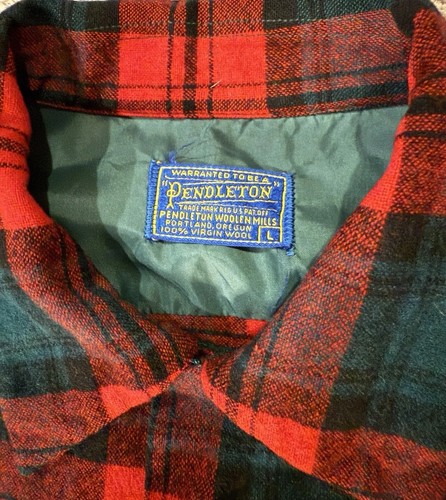 WARRANTED TO BE A
"PENDLETON"
TRADE MARK REG U.S. PAT. OFF.
PENDLETON WOOLEN MILLS
PORTLAND, OREGON
100% VIRGIN WOOL L